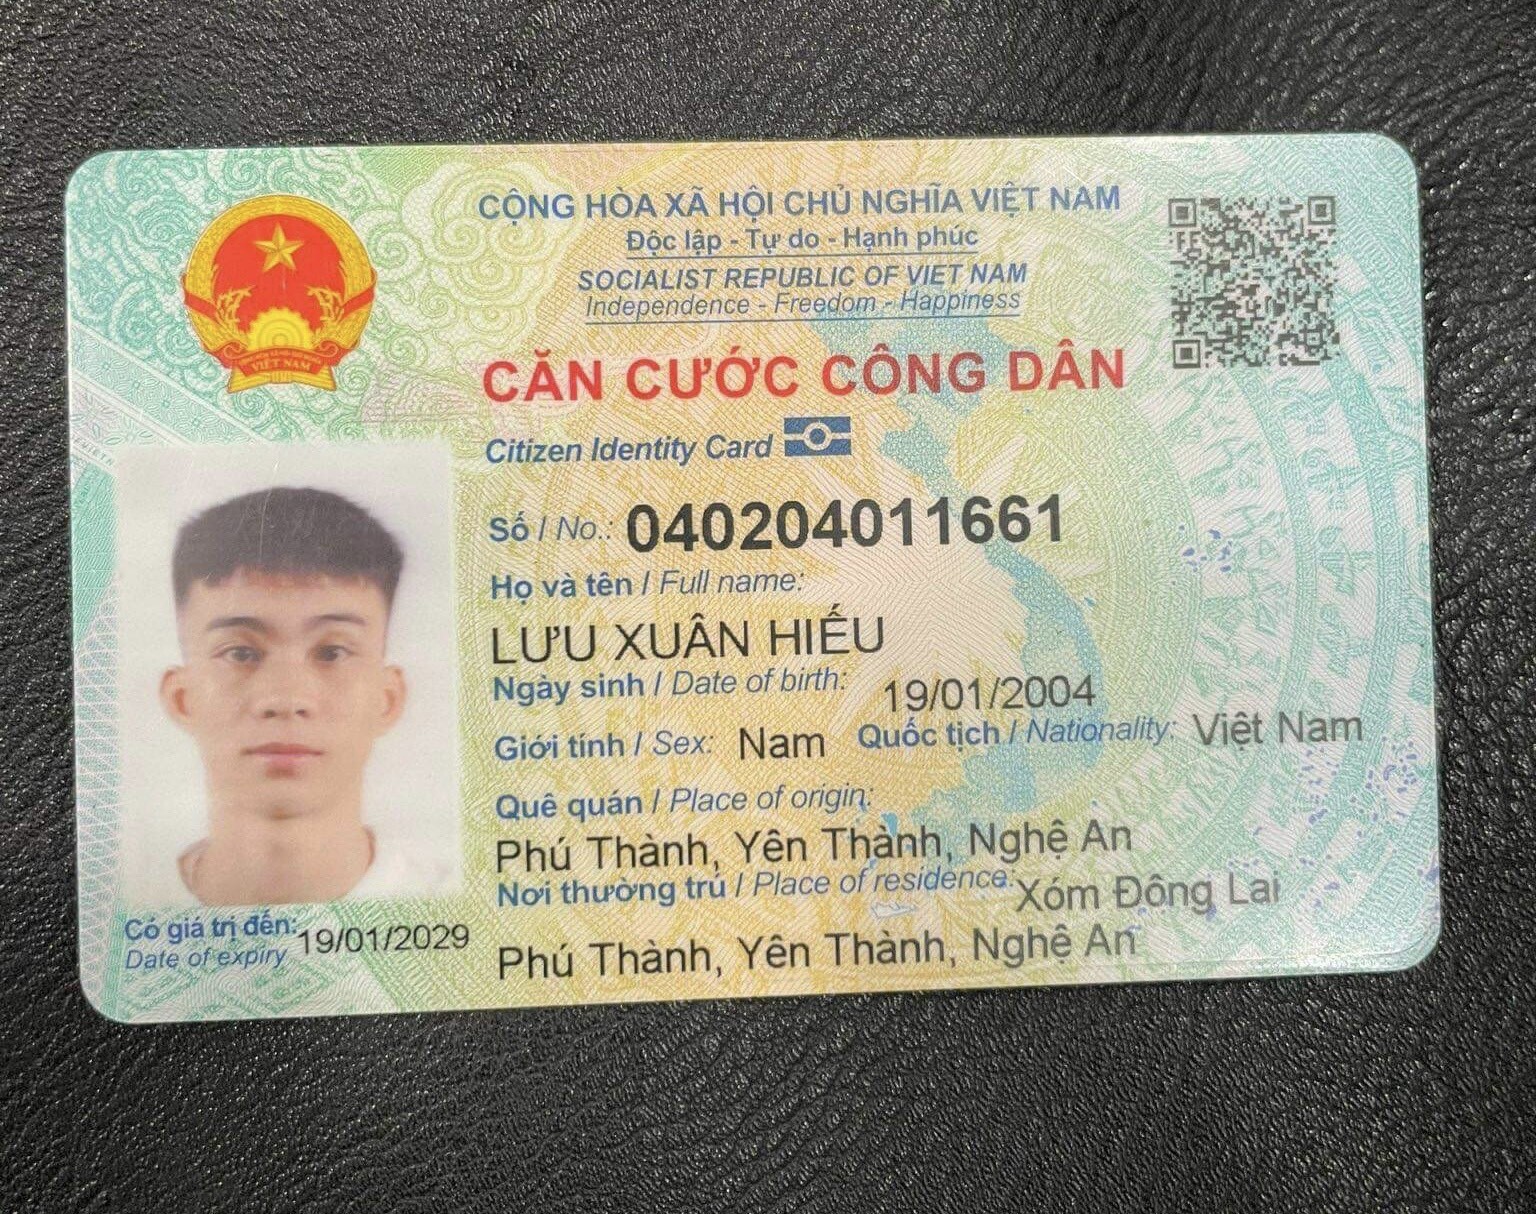 CỘNG HÒA XÃ HỘI CHỦ NGHĨA VIỆT NAM
Độc lập - Tự do - Hạnh phúc
SOCIALIST REPUBLIC OF VIET NAM
Independence - Freedom - Happiness
CĂN CƯỚC CÔNG DÂN
Citizen Identity Card
Số / No.: 040204011661
Họ và tên / Full name:
LƯU XUÂN HIẾU
Ngày sinh / Date of birth: 19/01/2004
Giới tính / Sex: Nam Quốc tịch / Nationality: Việt Nam
Quê quán / Place of origin:
Phú Thành, Yên Thành, Nghệ An
Nơi thường trú / Place of residence: Xóm Đông Lai
Phú Thành, Yên Thành, Nghệ An
Có giá trị đến: 19/01/2029
Date of expiry
VIỆT NAM